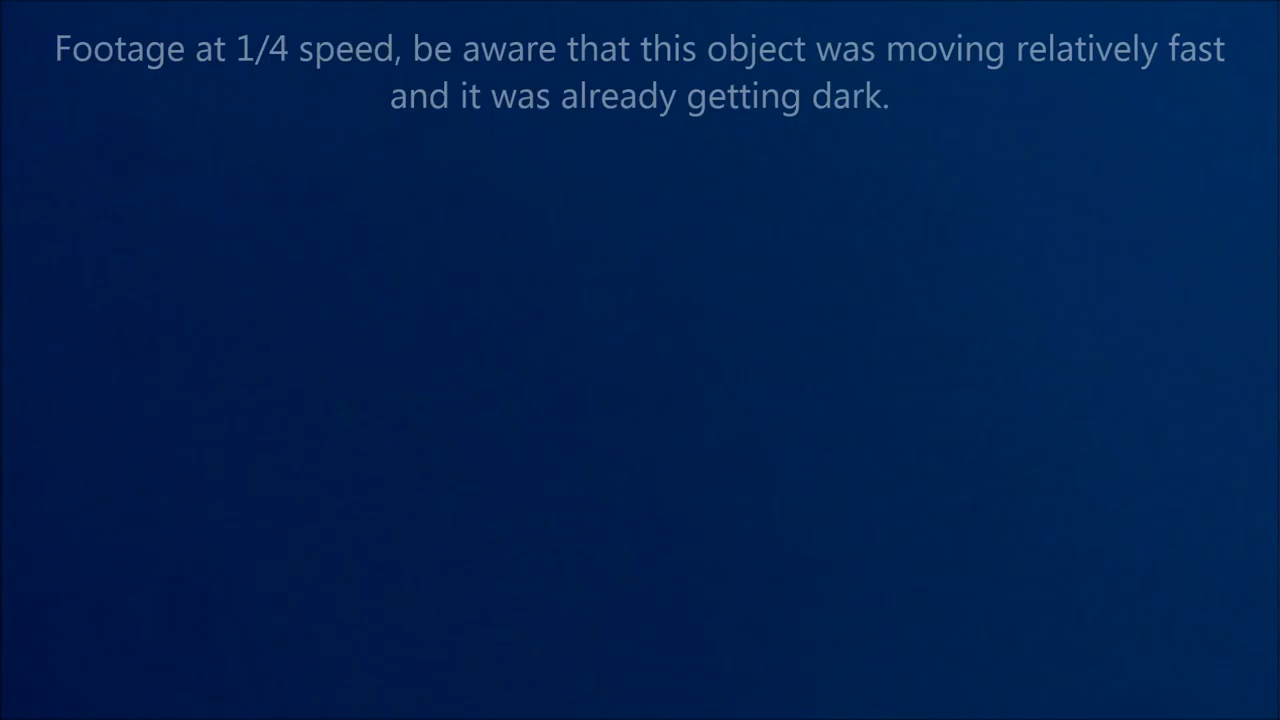 Footage at 1/4 speed, be aware that this object was moving relatively fast
and it was already getting dark.